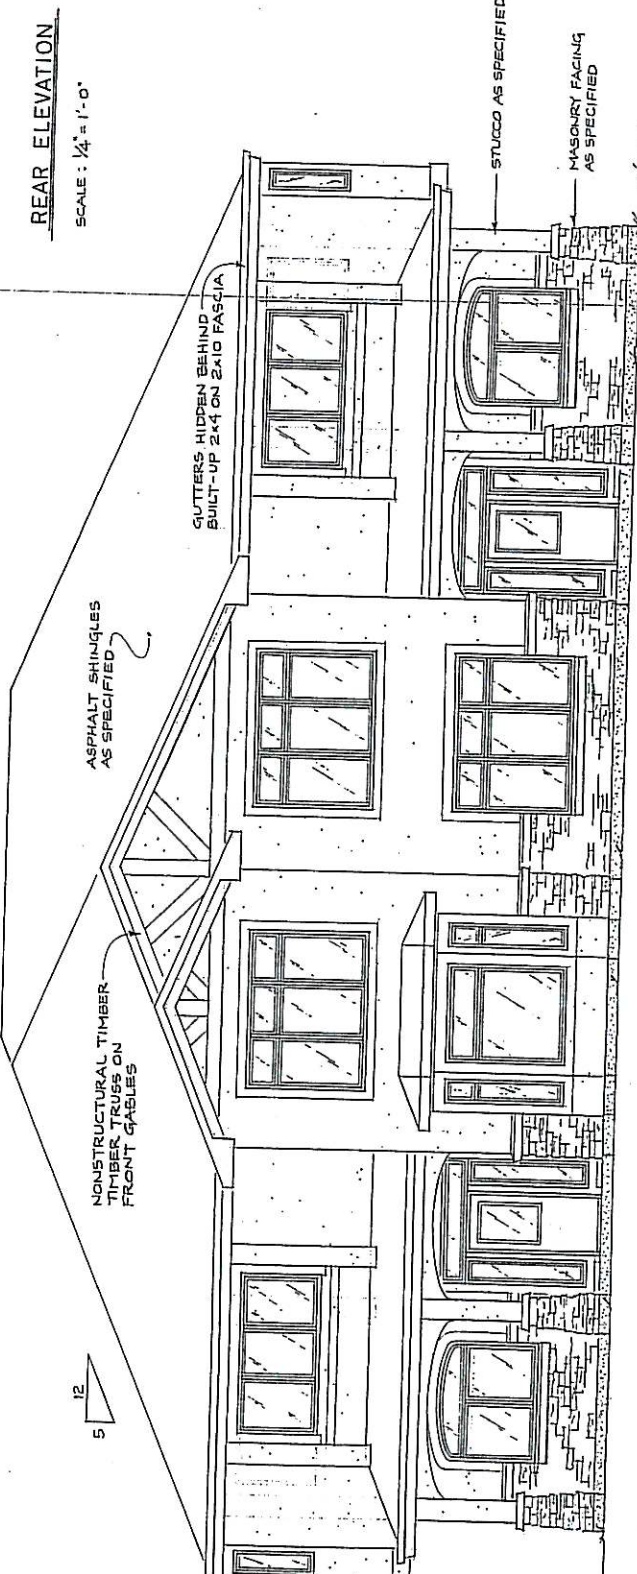 REAR ELEVATION
SCALE : 1/4" = 1'-0"
12
5
NONSTRUCTURAL TIMBER
TIMBER TRUSS ON
FRONT GABLES
ASPHALT SHINGLES
AS SPECIFIED
GUTTERS HIDDEN BEHIND
BUILT-UP 2x4 ON 2x10 FASCIA
STUCCO AS SPECIFIED
MASONRY FACING
AS SPECIFIED